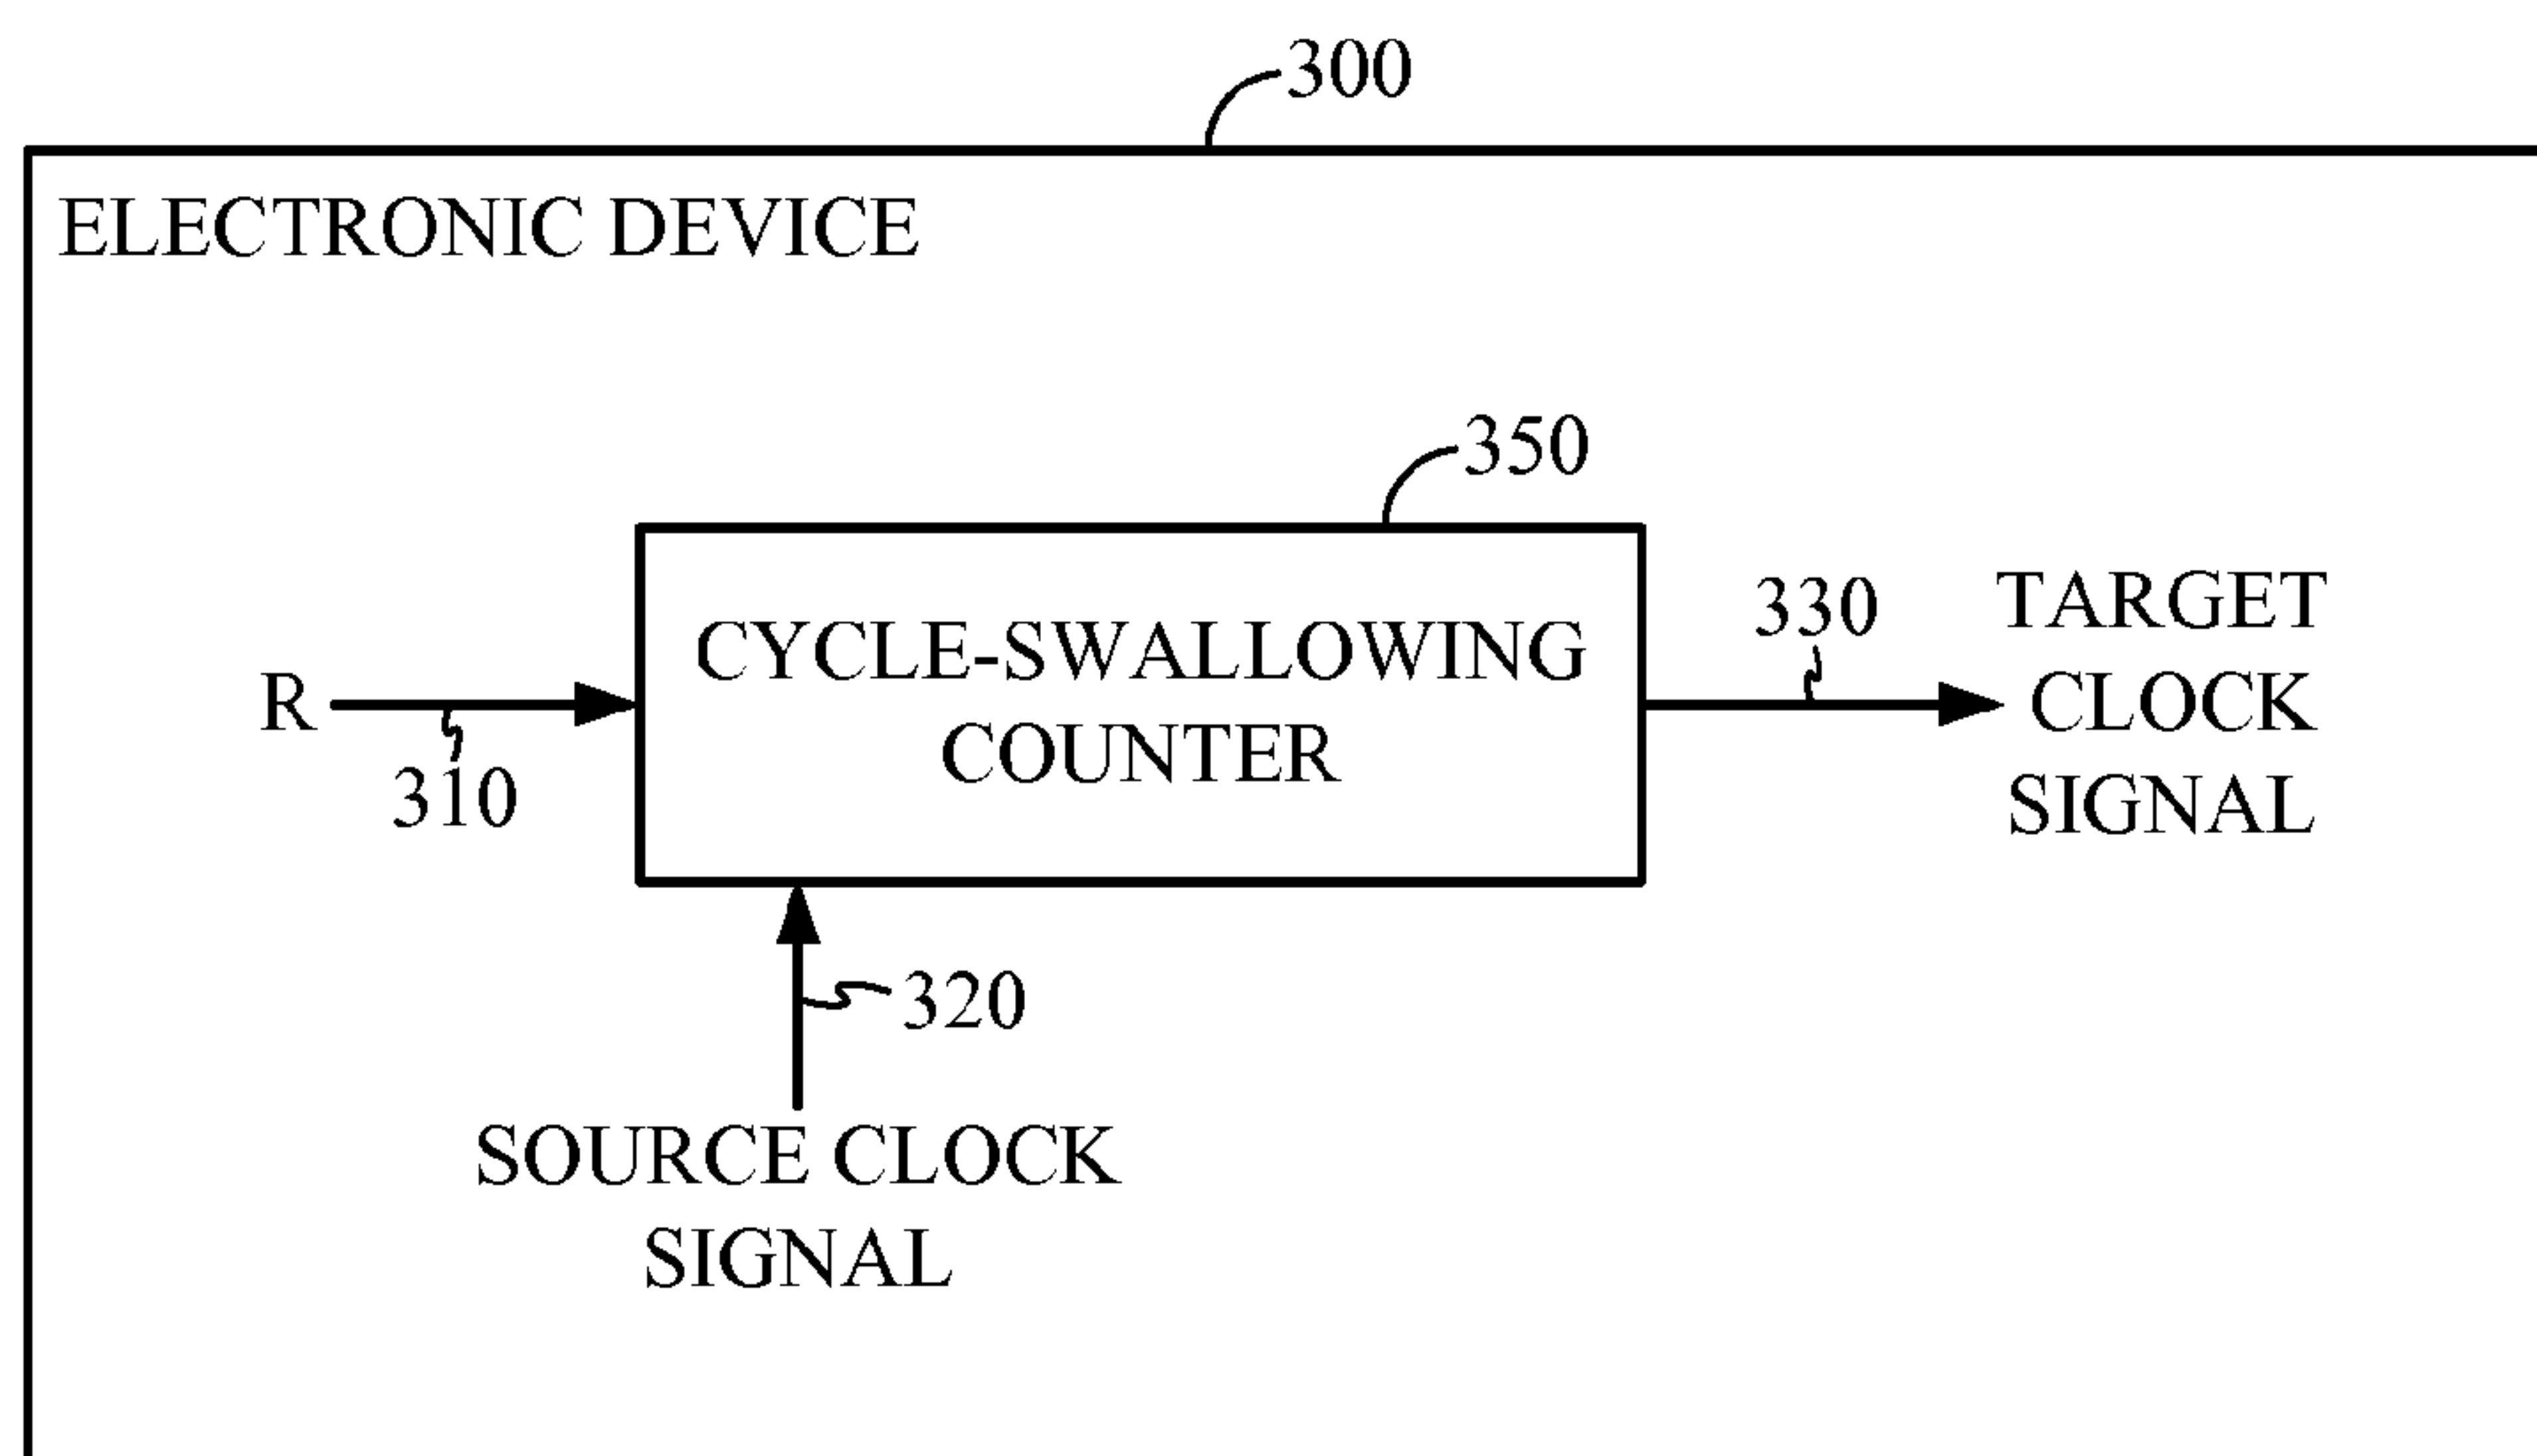 300
ELECTRONIC DEVICE
350
CYCLE-SWALLOWING
COUNTER
R
310
330
TARGET
CLOCK
SIGNAL
320
SOURCE CLOCK
SIGNAL